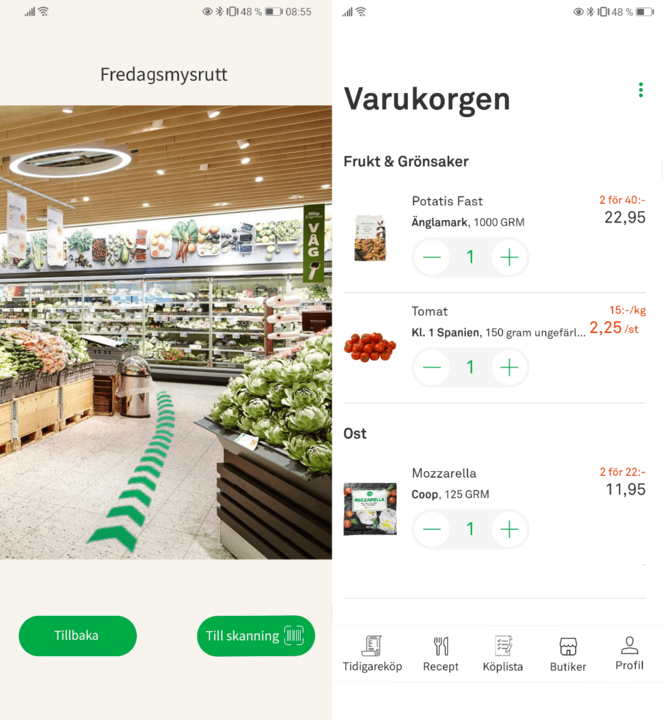 48 % 08:55
Fredagsmysrutt
VÄG
Tillbaka
Till skanning
48 %
Varukorgen
Frukt & Grönsaker
Potatis Fast
2 för 40:-
Änglamark, 1000 GRM
22,95
1
Tomat
15:-/kg
Kl. 1 Spanien, 150 gram ungefärl...
2,25 /st
1
Ost
Mozzarella
2 för 22:-
Coop, 125 GRM
11,95
MOZZARELLA
1
Tidigareköp
Recept
Köplista
Butiker
Profil